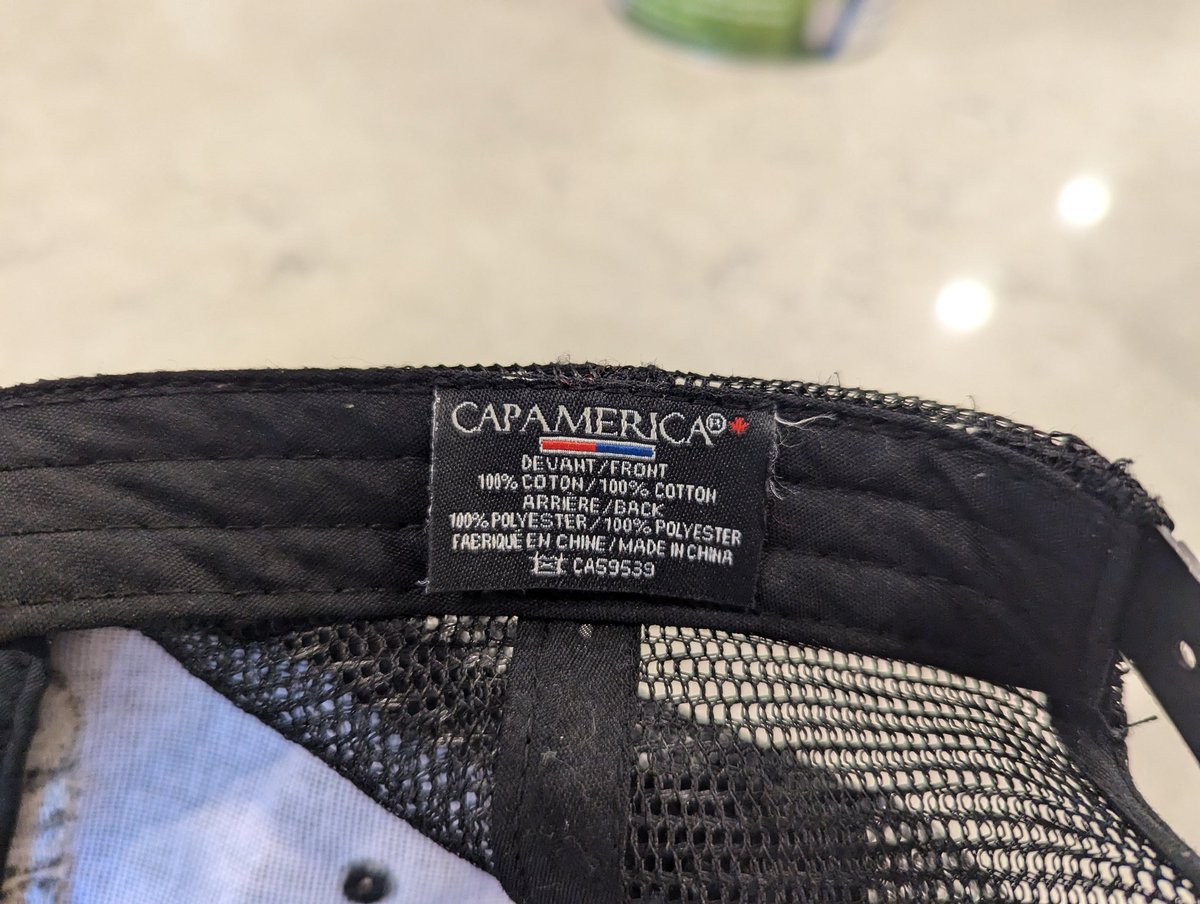 CAPAMERICA®
DEVANT/FRONT
100% COTON/100% COTTON
ARRIÈRE/BACK
100% POLYESTER/100% POLYESTER
FABRIQUÉ EN CHINE/MADE IN CHINA
CA59539